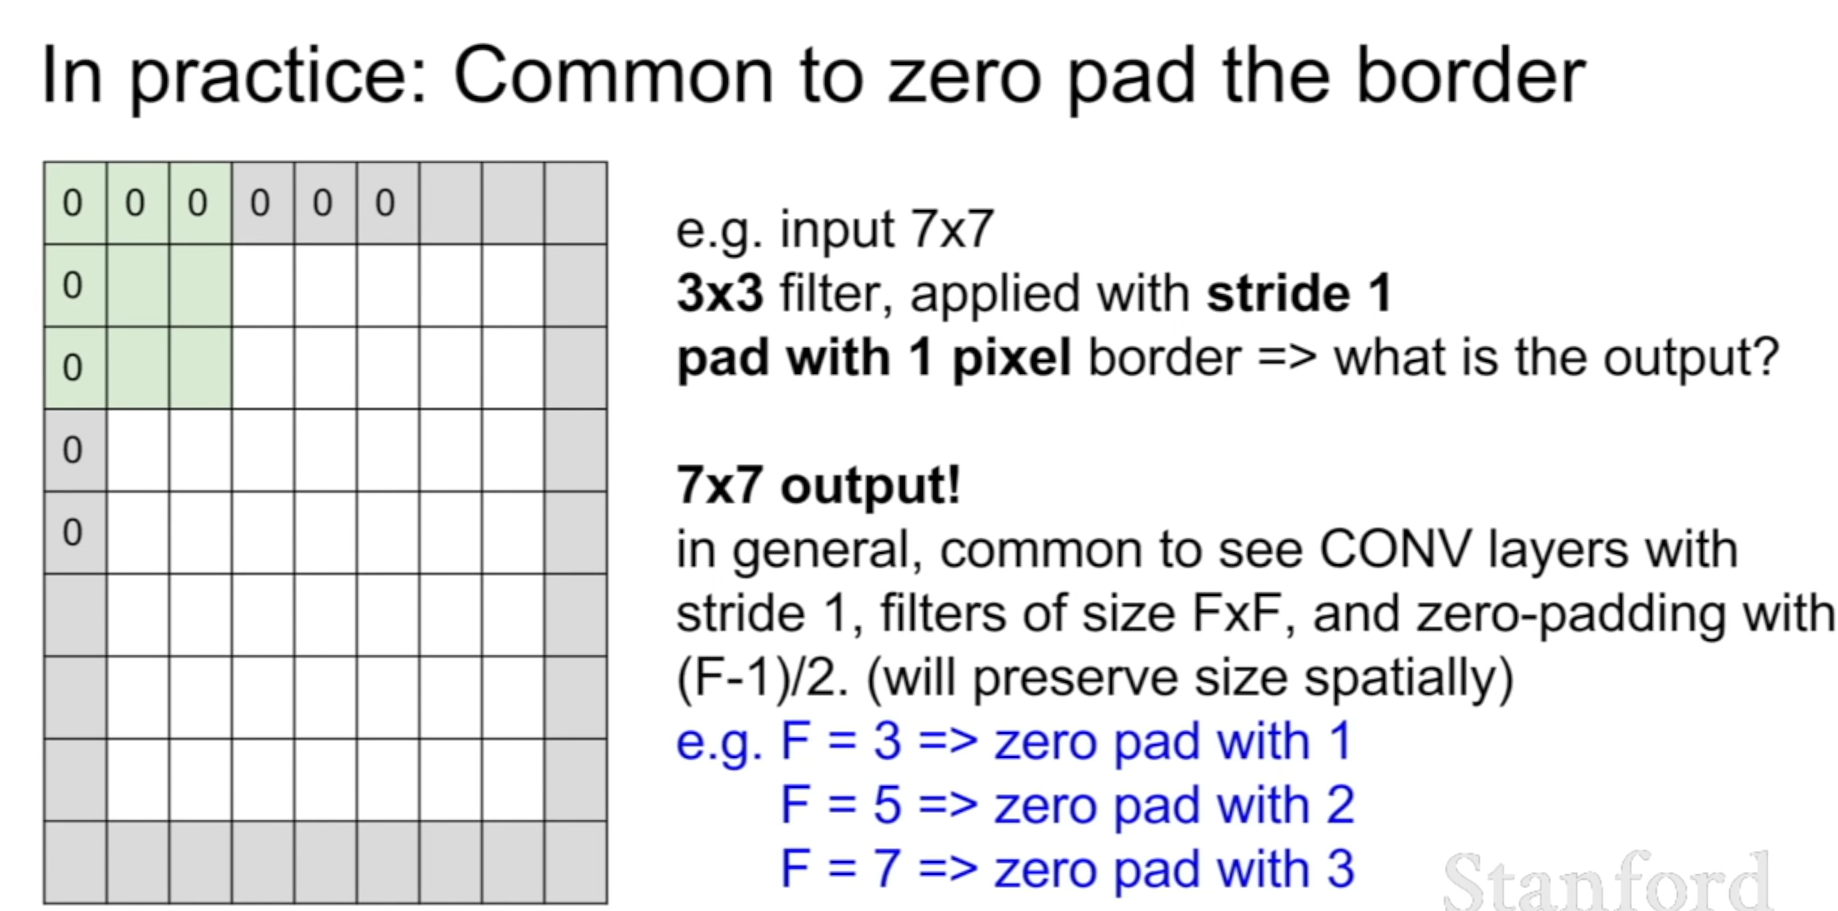 In practice: Common to zero pad the border
0 0 0 0 0 0
0
0
0
0
e.g. input 7x7
3x3 filter, applied with stride 1
pad with 1 pixel border => what is the output?
7x7 output!
in general, common to see CONV layers with
stride 1, filters of size FxF, and zero-padding with
(F-1)/2. (will preserve size spatially)
e.g. F = 3 => zero pad with 1
F = 5 => zero pad with 2
F = 7 => zero pad with 3
Stanford